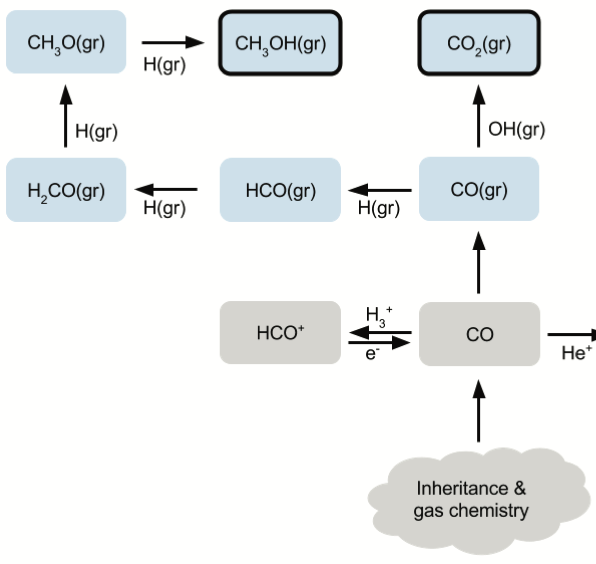 CH₃O(gr)
H(gr)
CH₃OH(gr)
CO₂(gr)
H(gr)
OH(gr)
H₂CO(gr)
H(gr)
HCO(gr)
H(gr)
CO(gr)
HCO⁺
H₃⁺
e⁻
CO
He⁺
Inheritance &
gas chemistry